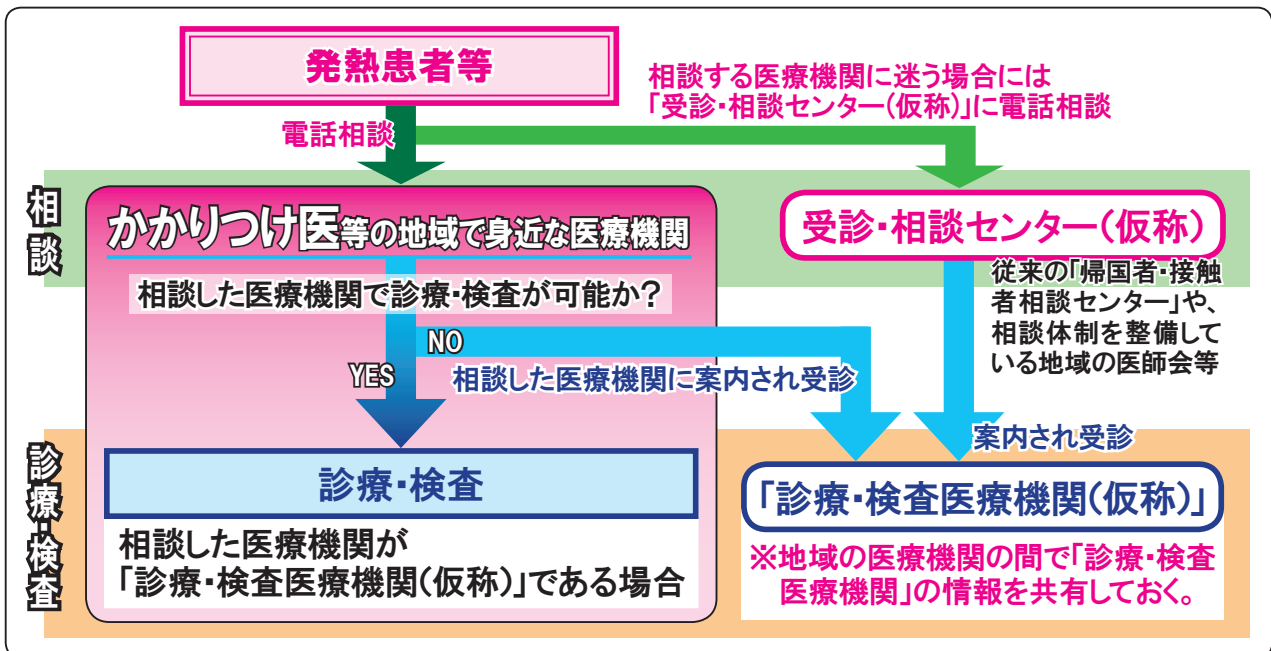 発熱患者等
相談する医療機関に迷う場合には
「受診・相談センター(仮称)」に電話相談
電話相談
相談
かかりつけ医等の地域で身近な医療機関
受診・相談センター(仮称)
相談した医療機関で診療・検査が可能か?
従来の「帰国者・接触
者相談センター」や、
相談体制を整備して
いる地域の医師会等
NO
YES
相談した医療機関に案内され受診
案内され受診
診療・検査
診療・検査
「診療・検査医療機関(仮称)」
相談した医療機関が
「診療・検査医療機関(仮称)」である場合
※地域の医療機関の間で「診療・検査
医療機関」の情報を共有しておく。